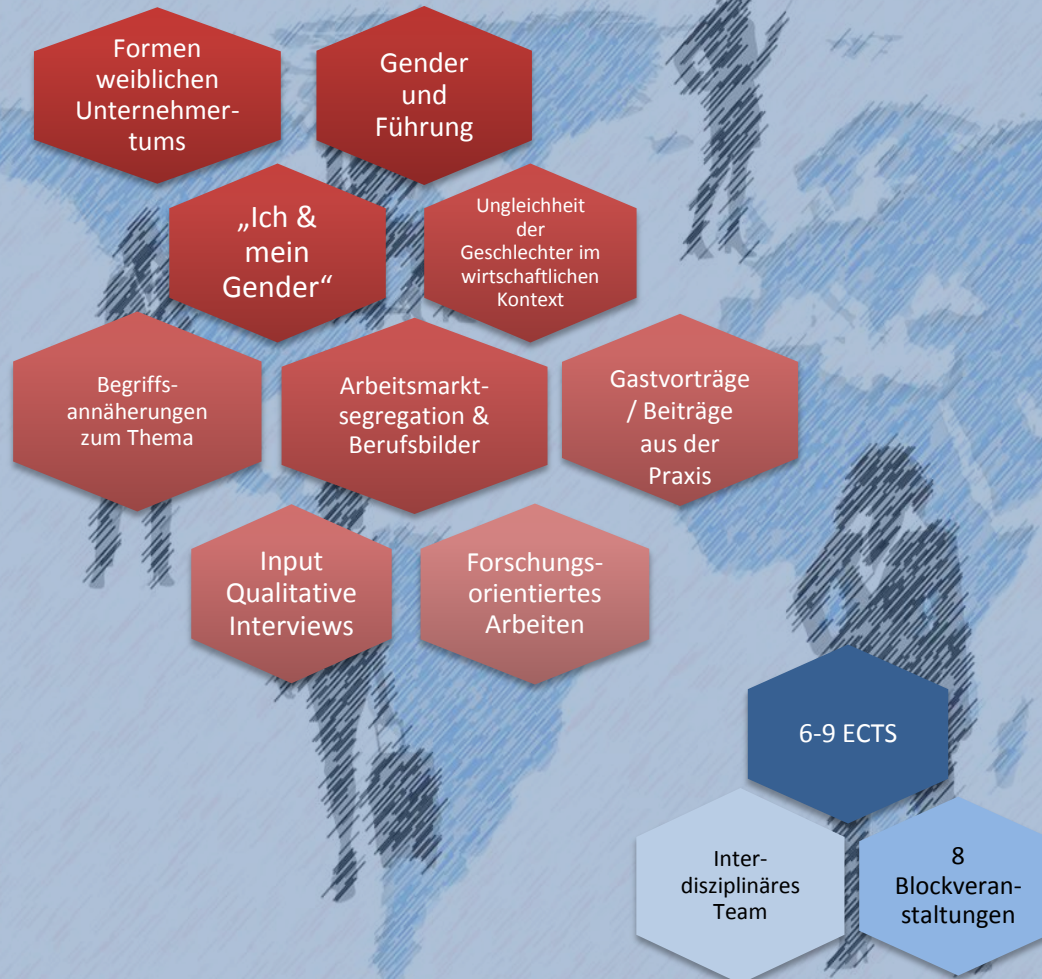 Formen
weiblichen
Unternehmer-
tums
Gender
und
Führung
„Ich &
mein
Gender“
Ungleichheit
der
Geschlechter im
wirtschaftlichen
Kontext
Begriffs-
annäherungen
zum Thema
Arbeitsmarkt-
segregation &
Berufsbilder
Gastvorträge
/ Beiträge
aus der
Praxis
Input
Qualitative
Interviews
Forschungs-
orientiertes
Arbeiten
6-9 ECTS
Inter-
disziplinäres
Team
8
Blockveran-
staltungen